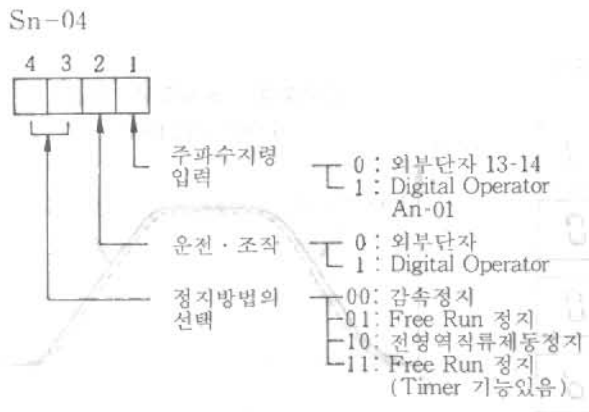 Sn-04
4 3 2 1
주파수지령
입력
0 : 외부단자 13-14
1 : Digital Operator
An-01
운전 · 조작
0 : 외부단자
1 : Digital Operator
정지방법의
선택
00: 감속정지
01: Free Run 정지
10: 전영역직류제동정지
11: Free Run 정지
(Timer 기능있음)